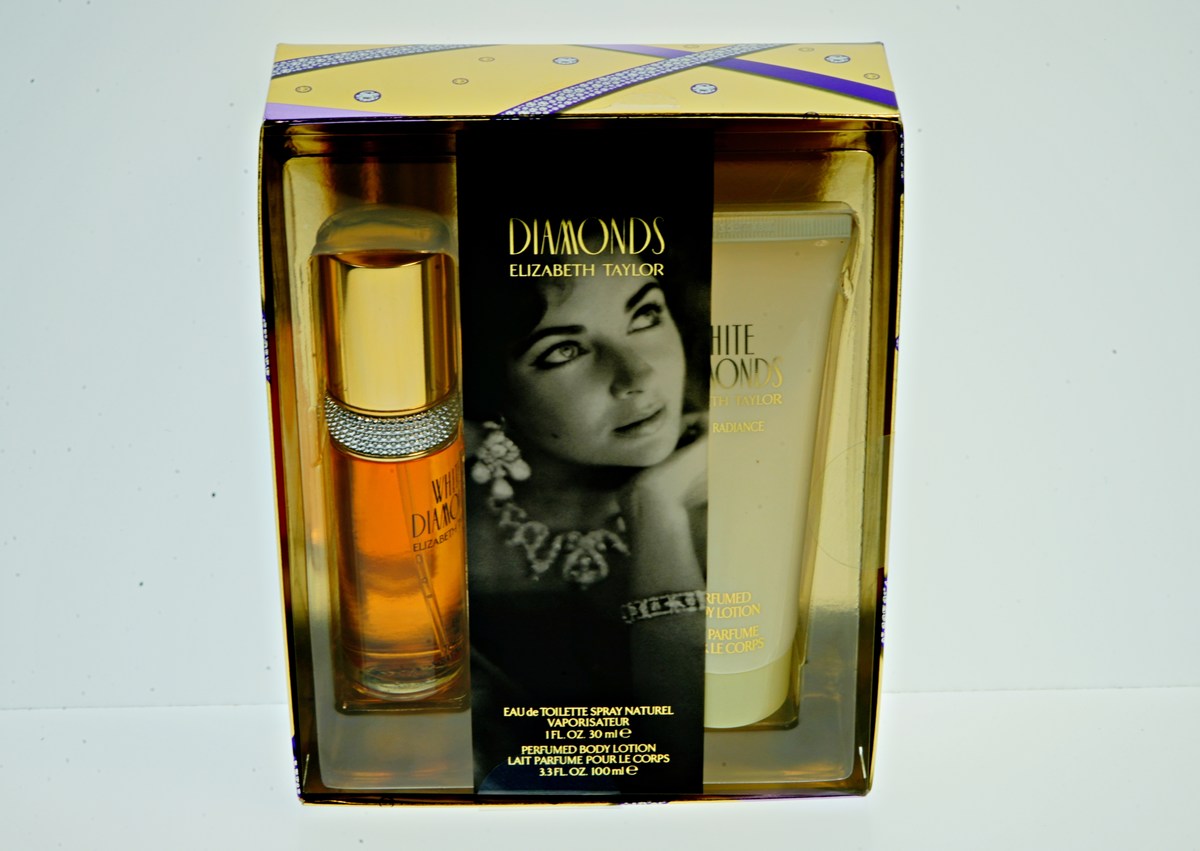 DIAMONDS
ELIZABETH TAYLOR
WHITE
DIAMO
ELIZABETH
HITE
MONDS
TH TAYLOR
RADIANCE
RFUMED
Y LOTION
PARFUME
R LE CORPS
EAU de TOILETTE SPRAY NATUREL
VAPORISATEUR
1 FL. OZ. 30 ml ℮
PERFUMED BODY LOTION
LAIT PARFUME POUR LE CORPS
3.3 FL. OZ. 100 ml ℮